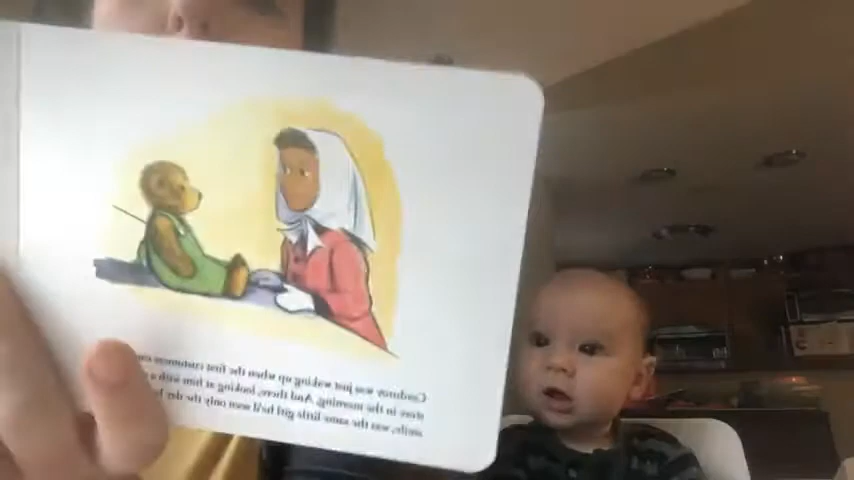 Corduroy was just waking up when the first customers came
store in the morning. And there, looking at him with a
smile, was the same little girl he'd seen only the day